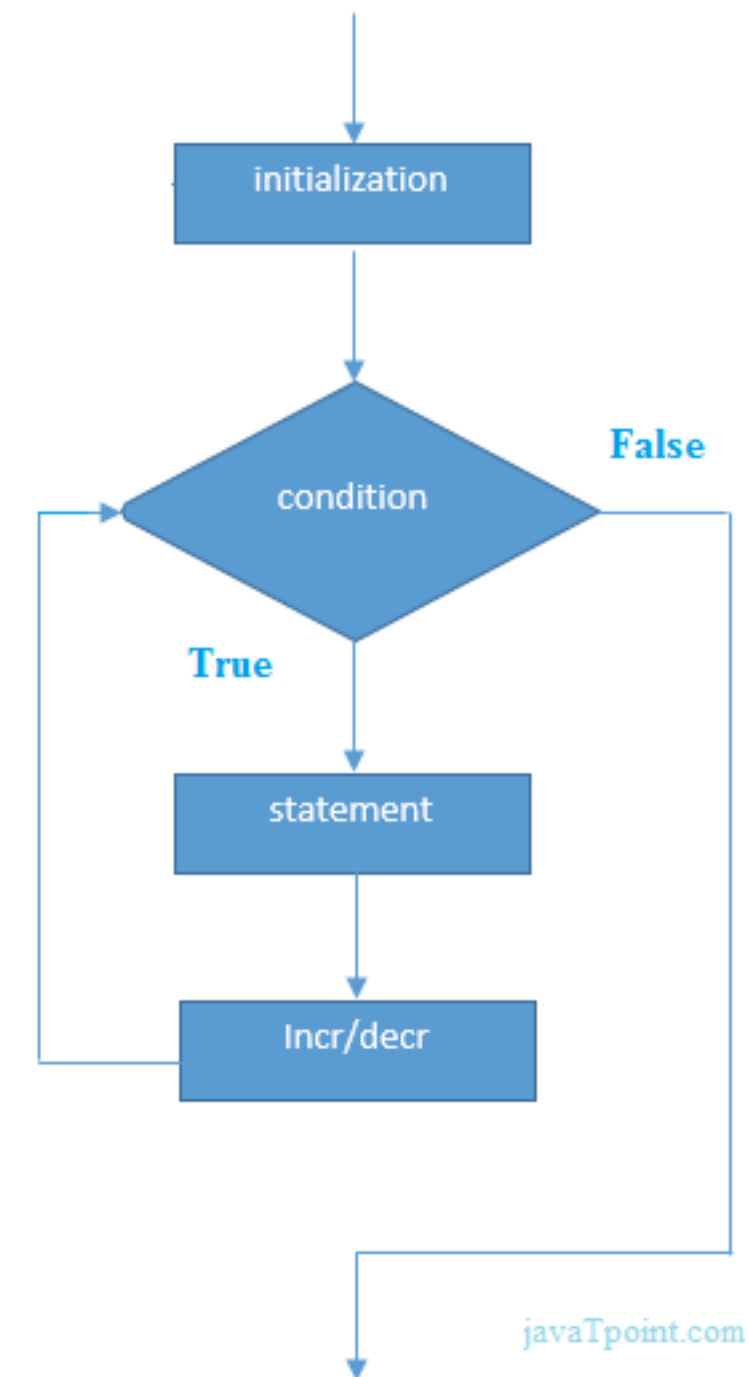 initialization
False
condition
True
statement
Incr/decr
javaTpoint.com